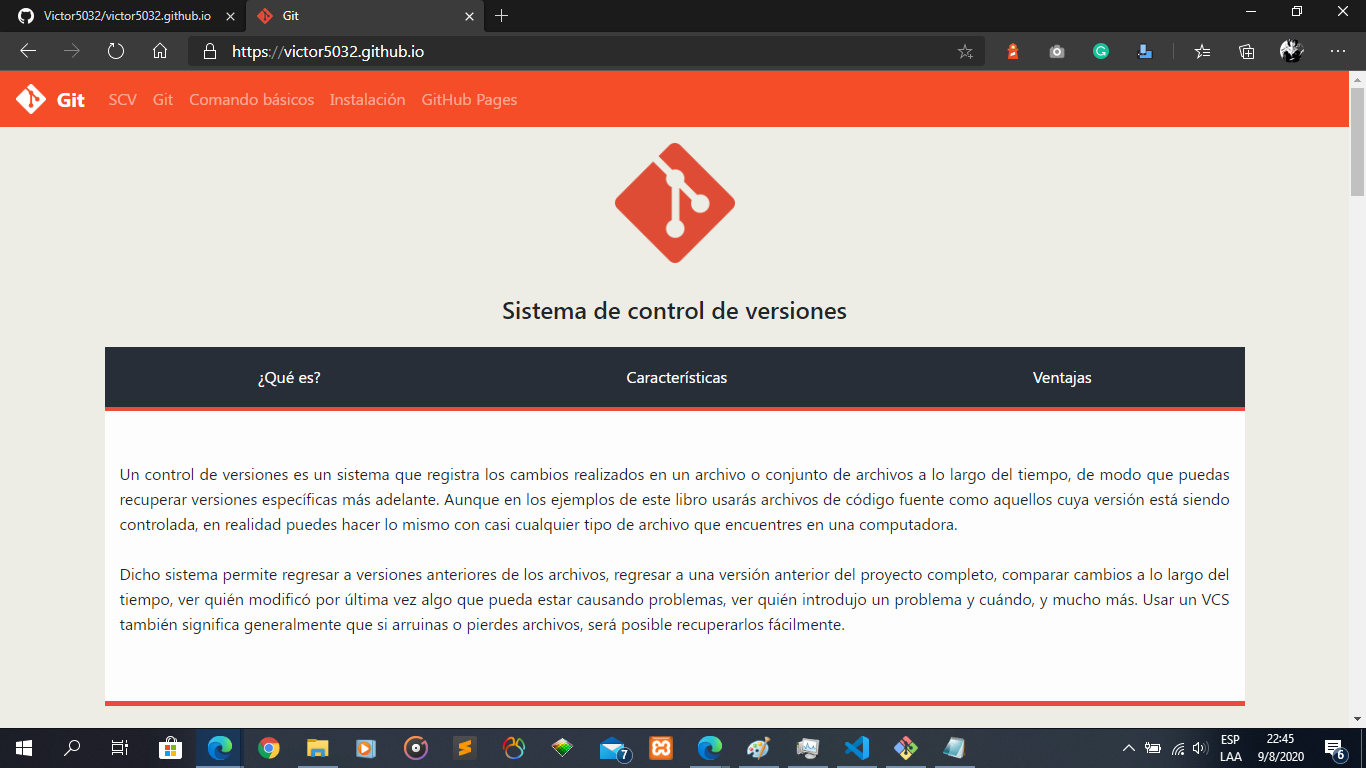 Victor5032/victor5032.github.io
Git
https://victor5032.github.io
Git SCV Git Comando básicos Instalación GitHub Pages
Sistema de control de versiones
¿Qué es? Características Ventajas
Un control de versiones es un sistema que registra los cambios realizados en un archivo o conjunto de archivos a lo largo del tiempo, de modo que puedas
recuperar versiones específicas más adelante. Aunque en los ejemplos de este libro usarás archivos de código fuente como aquellos cuya versión está siendo
controlada, en realidad puedes hacer lo mismo con casi cualquier tipo de archivo que encuentres en una computadora.
Dicho sistema permite regresar a versiones anteriores de los archivos, regresar a una versión anterior del proyecto completo, comparar cambios a lo largo del
tiempo, ver quién modificó por última vez algo que pueda estar causando problemas, ver quién introdujo un problema y cuándo, y mucho más. Usar un VCS
también significa generalmente que si arruinas o pierdes archivos, será posible recuperarlos fácilmente.
7
ESP
LAA
22:45
9/8/2020
6